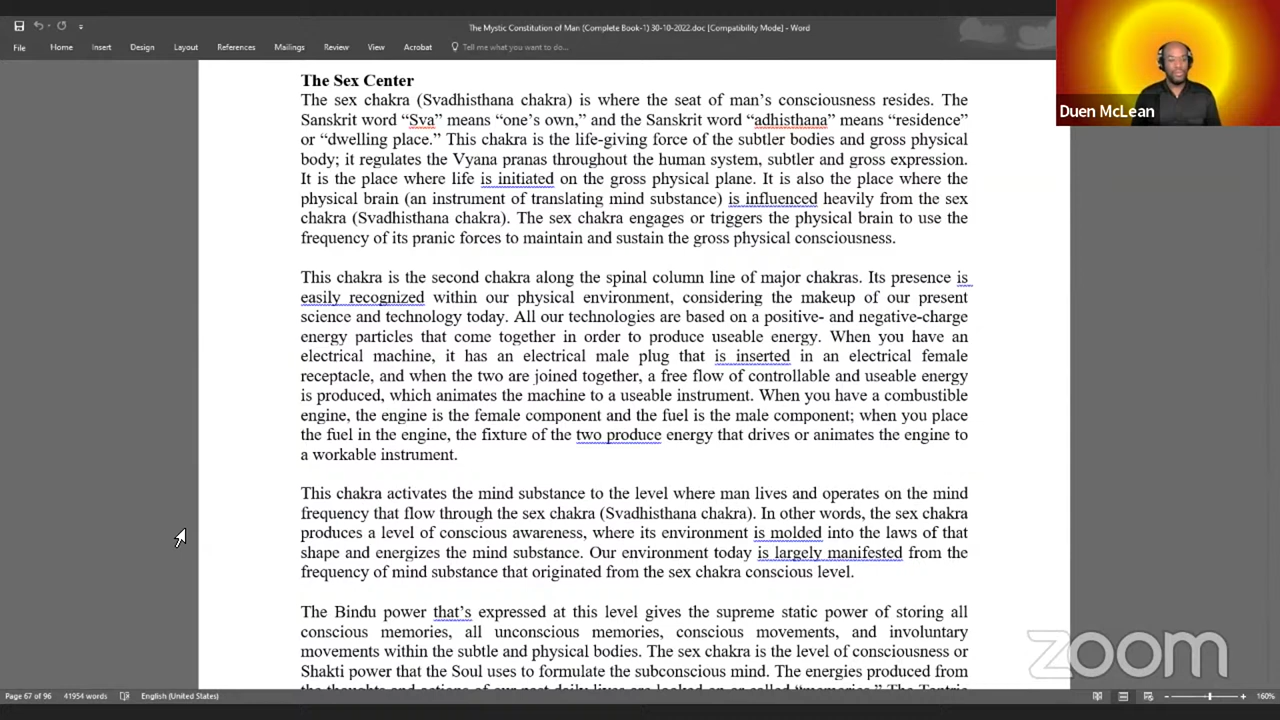 The Mystic Constitution of Man (Complete Book-1) 30-10-2022.doc [Compatibility Mode] - Word
File Home Insert Design Layout References Mailings Review View Acrobat Tell me what you want to do...
Duen McLean
The Sex Center
The sex chakra (Svadhisthana chakra) is where the seat of man’s consciousness resides. The
Sanskrit word “Sva” means “one’s own,” and the Sanskrit word “adhisthana” means “residence”
or “dwelling place.” This chakra is the life-giving force of the subtler bodies and gross physical
body; it regulates the Vyana pranas throughout the human system, subtler and gross expression.
It is the place where life is initiated on the gross physical plane. It is also the place where the
physical brain (an instrument of translating mind substance) is influenced heavily from the sex
chakra (Svadhisthana chakra). The sex chakra engages or triggers the physical brain to use the
frequency of its pranic forces to maintain and sustain the gross physical consciousness.
This chakra is the second chakra along the spinal column line of major chakras. Its presence is
easily recognized within our physical environment, considering the makeup of our present
science and technology today. All our technologies are based on a positive- and negative-charge
energy particles that come together in order to produce useable energy. When you have an
electrical machine, it has an electrical male plug that is inserted in an electrical female
receptacle, and when the two are joined together, a free flow of controllable and useable energy
is produced, which animates the machine to a useable instrument. When you have a combustible
engine, the engine is the female component and the fuel is the male component; when you place
the fuel in the engine, the fixture of the two produce energy that drives or animates the engine to
a workable instrument.
This chakra activates the mind substance to the level where man lives and operates on the mind
frequency that flow through the sex chakra (Svadhisthana chakra). In other words, the sex chakra
produces a level of conscious awareness, where its environment is molded into the laws of that
shape and energizes the mind substance. Our environment today is largely manifested from the
frequency of mind substance that originated from the sex chakra conscious level.
The Bindu power that’s expressed at this level gives the supreme static power of storing all
conscious memories, all unconscious memories, conscious movements, and involuntary
movements within the subtle and physical bodies. The sex chakra is the level of consciousness or
Shakti power that the Soul uses to formulate the subconscious mind. The energies produced from
the thoughts and actions of our past daily lives are looked on or called “memories.” The Tantric
zoom
Page 67 of 96 41954 words English (United States) 160%